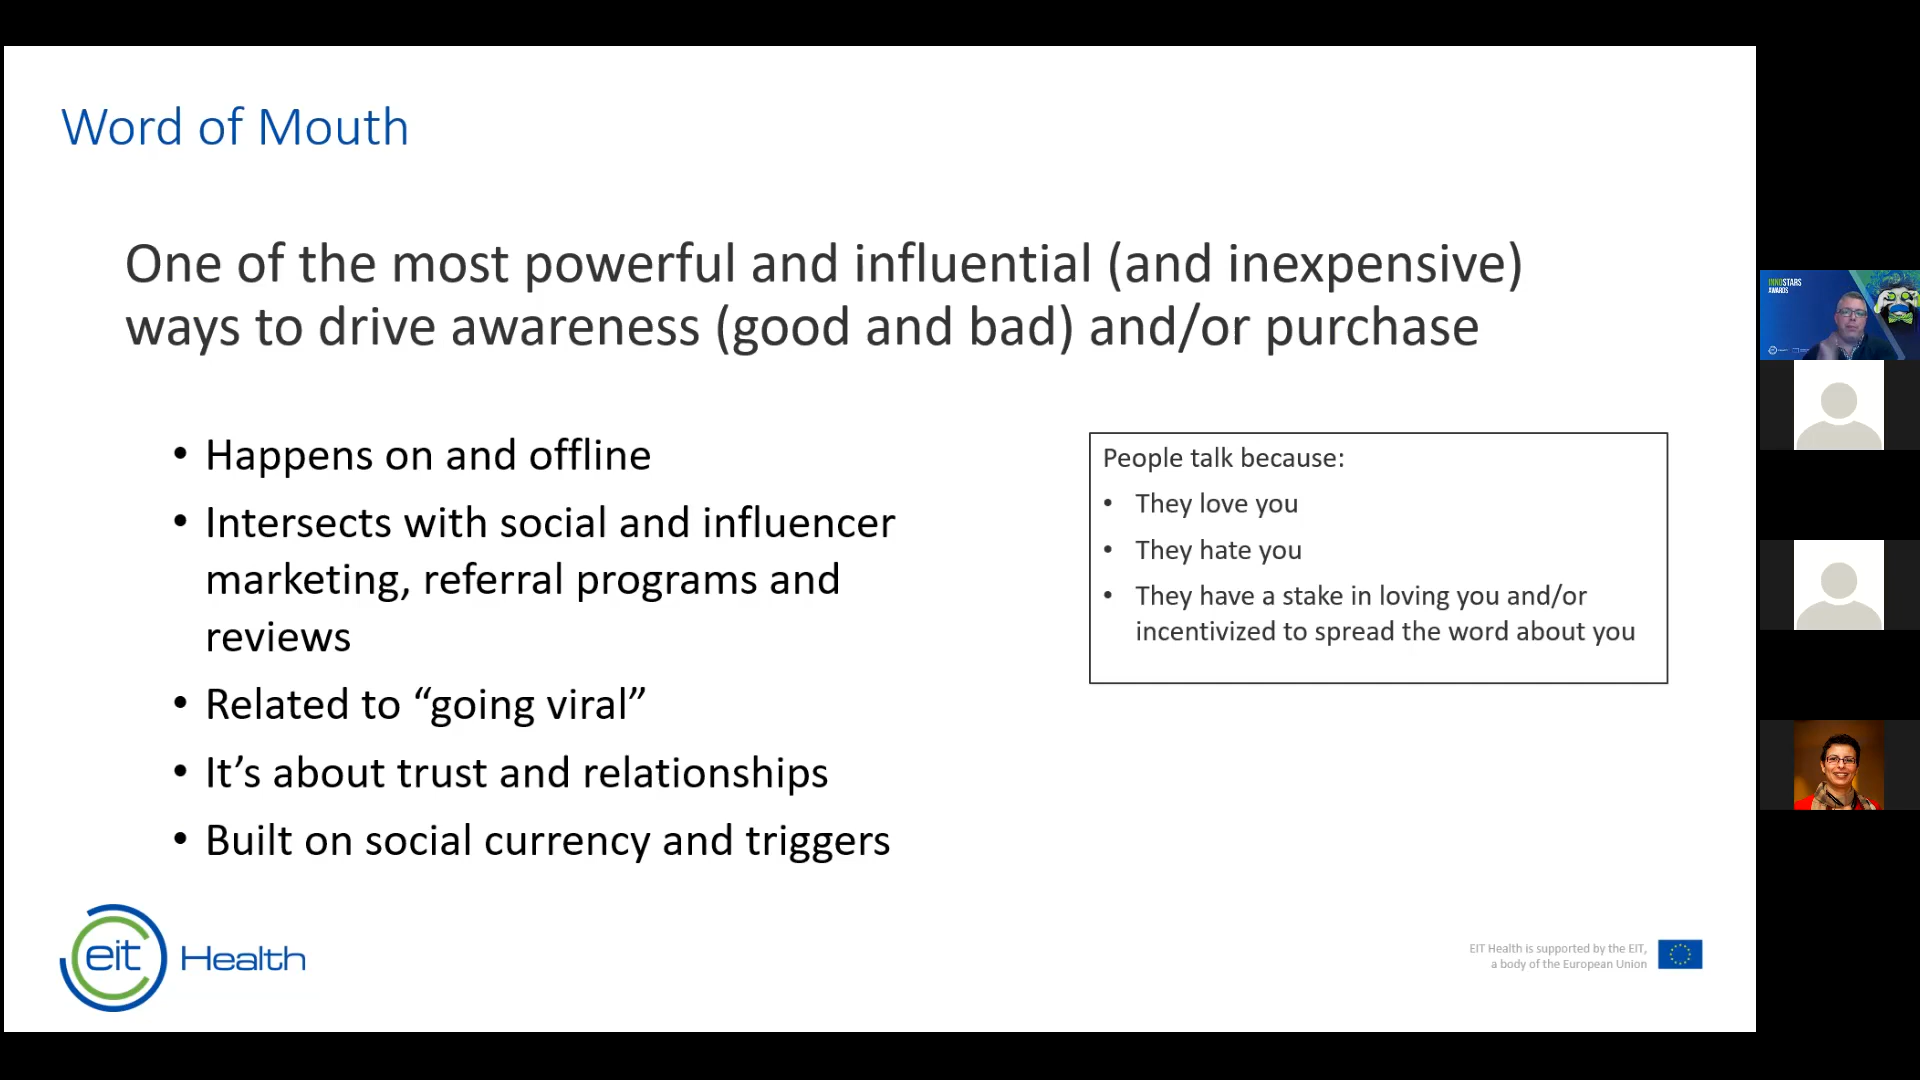 Word of Mouth
One of the most powerful and influential (and inexpensive)
ways to drive awareness (good and bad) and/or purchase
• Happens on and offline
• Intersects with social and influencer
marketing, referral programs and
reviews
• Related to “going viral”
• It’s about trust and relationships
• Built on social currency and triggers
People talk because:
• They love you
• They hate you
• They have a stake in loving you and/or
incentivized to spread the word about you
eit Health
EIT Health is supported by the EIT,
a body of the European Union
INNOSTARS
AWARDS